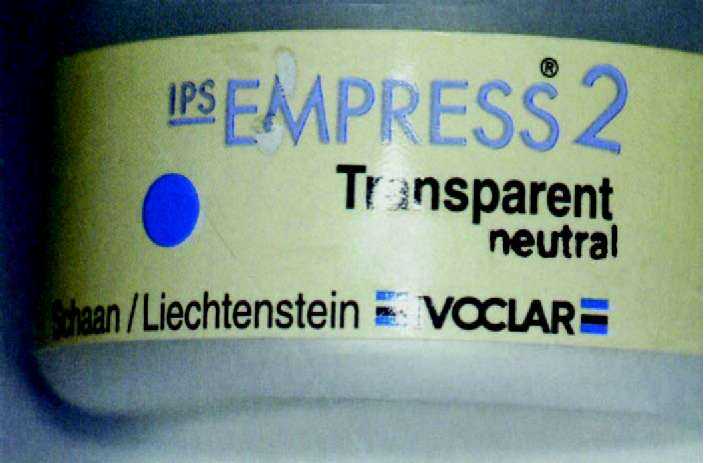 IPS EMPRESS® 2
Transparent
neutral
Schaan / Liechtenstein IVOCLAR